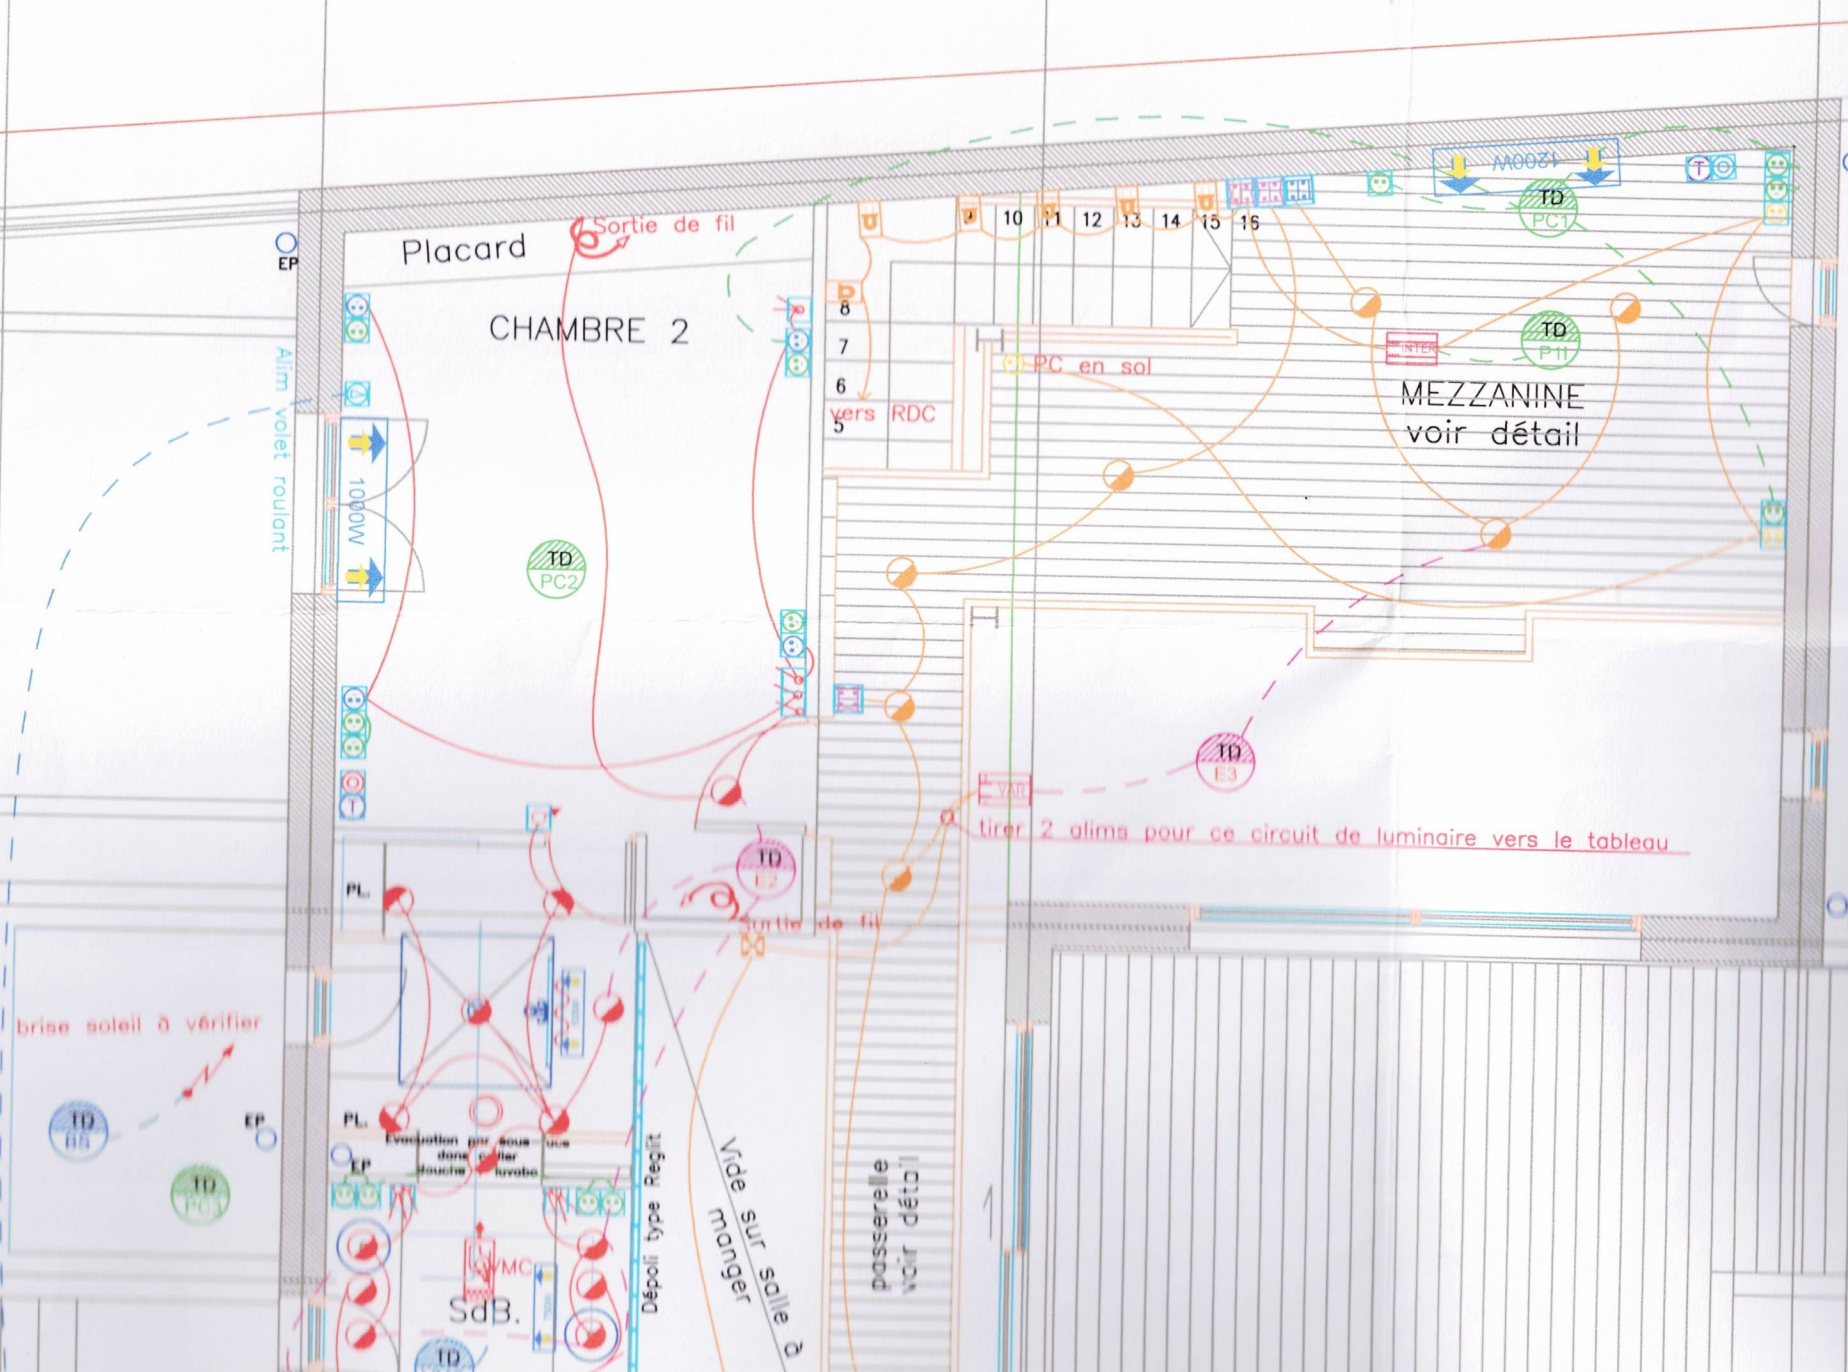 Placard
Sortie de fil
EP
CHAMBRE 2
Alim volet roulant
1000W
TD
PC2
8
7
6
5
vers RDC
9
10
11
12
13
14
15
16
1200W
T
TD
PC1
TD
P11
INTER
PC en sol
MEZZANINE
voir détail
TD
E3
VAR
tirer 2 alims pour ce circuit de luminaire vers le tableau
T
PL.
TD
E2
Sortie de fil
brise soleil à vérifier
TD
B5
EP
TD
PC3
PL.
Evacuation par sous
dans
douche lavabo
EP
VMC
SdB.
TD
Dépoli type Reglit
Vide sur salle à
manger
passerelle
voir détail